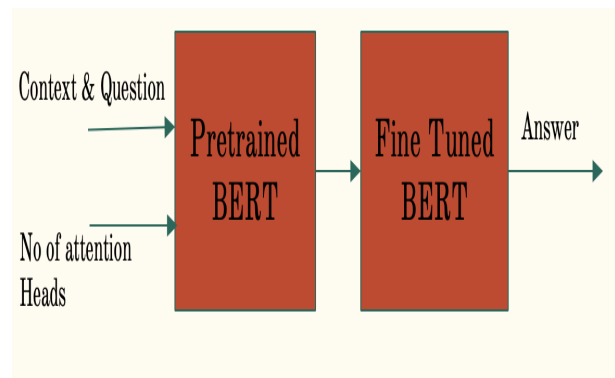 Context & Question
No of attention
Heads
Pretrained
BERT
Fine Tuned
BERT
Answer